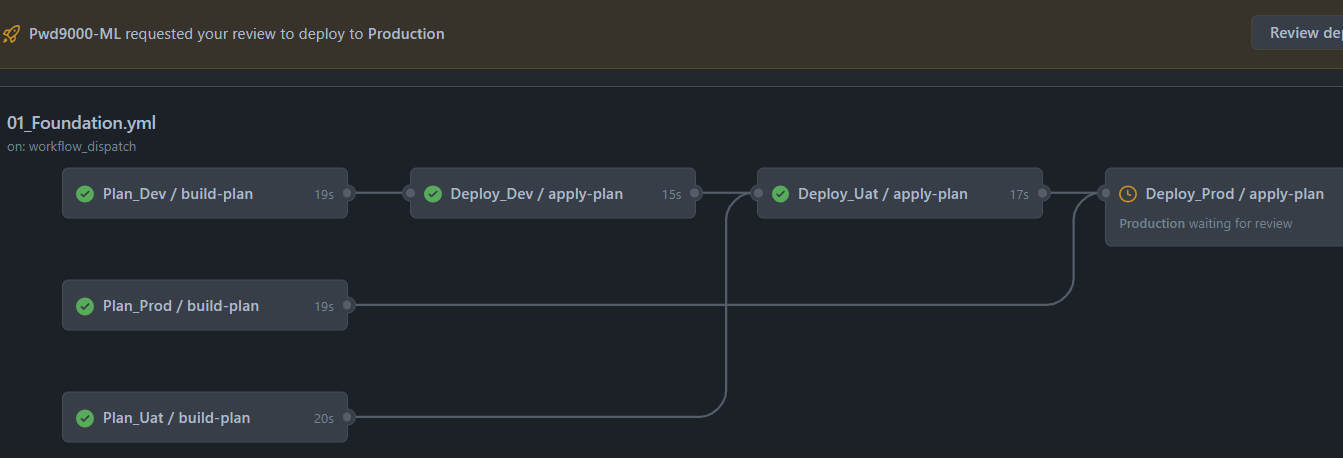 Pwd9000-ML requested your review to deploy to Production
Review de
01_Foundation.yml
on: workflow_dispatch
Plan_Dev / build-plan 19s
Deploy_Dev / apply-plan 15s
Deploy_Uat / apply-plan 17s
Deploy_Prod / apply-plan
Production waiting for review
Plan_Prod / build-plan 19s
Plan_Uat / build-plan 20s